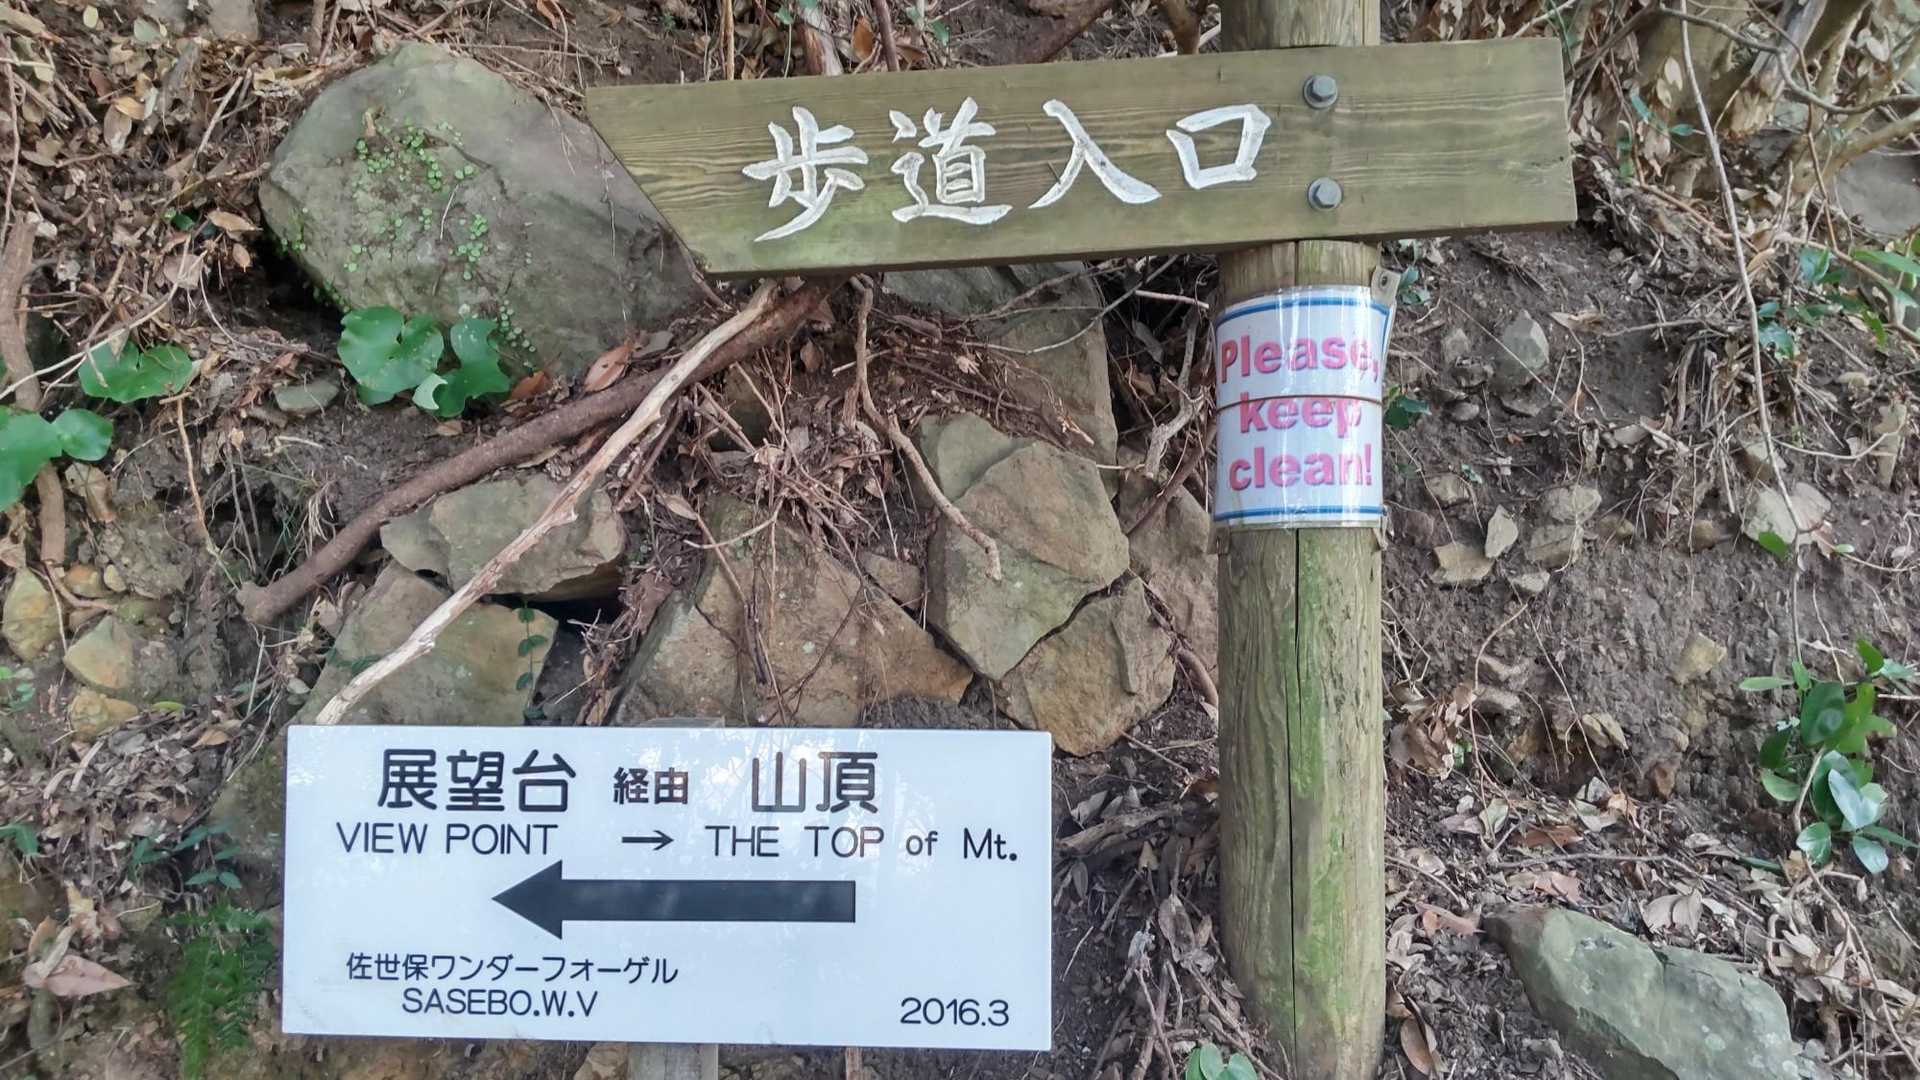 歩道入口
Please,
keep
clean!
展望台 経由 山頂
VIEW POINT → THE TOP of Mt.
佐世保ワンダーフォーゲル
SASEBO.W.V
2016.3